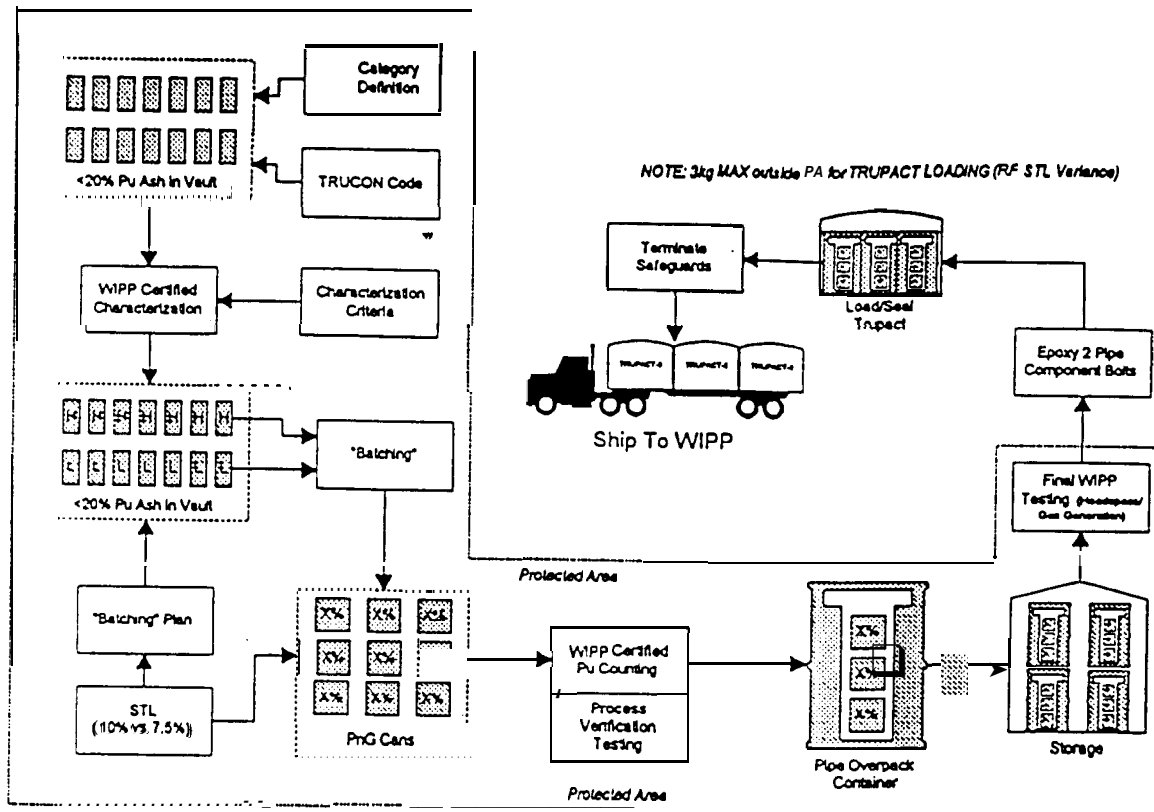 Category
Definition
TRUCON Code
<20% Pu Ash in Vault
WIPP Certified
Characterization
Characterization
Criteria
H H
L L L L L L
<20% Pu Ash in Vault
"Batching"
"Batching" Plan
STL
(10% vs. 7.5%)
X% X% X%
X% X%
X% X% X%
PnG Cans
WIPP Certified
Pu Counting
Process
Verification
Testing
Protected Area
Protected Area
X%
X%
X%
Pipe Overpack
Container
Storage
Final WIPP
Testing (Headspace/
Gas Generation)
Epoxy 2 Pipe
Component Bolts
NOTE: 3kg MAX outside PA for TRUPACT LOADING (RF STL Variance)
Load/Seal
Trupact
Terminate
Safeguards
Ship To WIPP